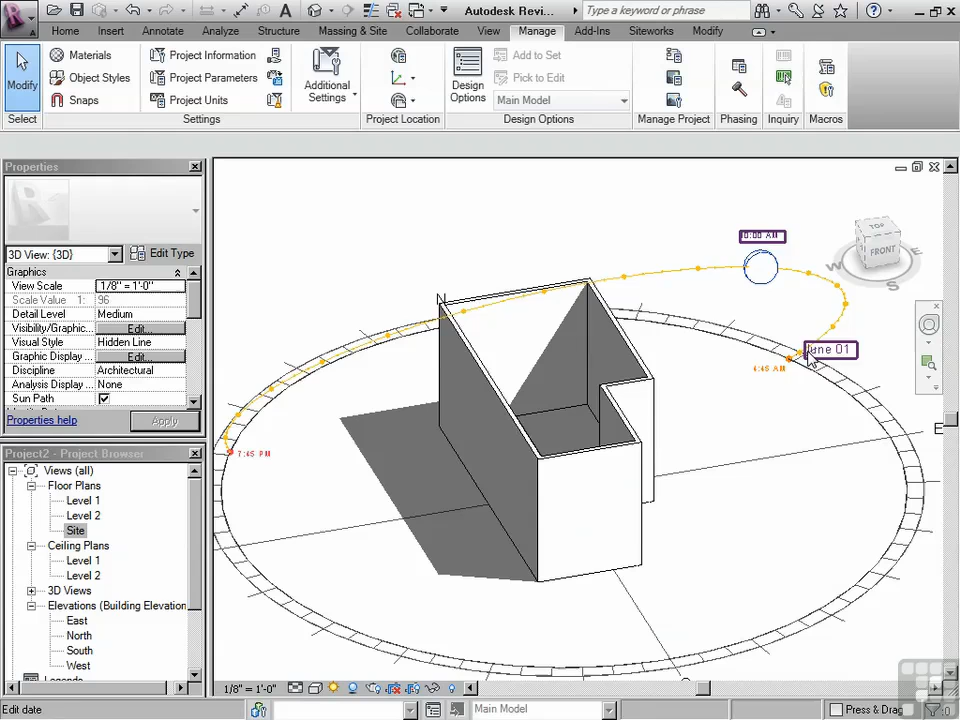 Autodesk Revi...
Type a keyword or phrase
Home Insert Annotate Analyze Structure Massing & Site Collaborate View Manage Add-Ins Siteworks Modify
Modify
Materials
Object Styles
Snaps
Project Information
Project Parameters
Project Units
Additional
Settings
Design
Options
Add to Set
Pick to Edit
Main Model
Select Settings Project Location Design Options Manage Project Phasing Inquiry Macros
Properties
3D View: {3D} Edit Type
Graphics
View Scale 1/8" = 1'-0"
Scale Value 1: 96
Detail Level Medium
Visibility/Graphic... Edit...
Visual Style Hidden Line
Graphic Display ... Edit...
Discipline Architectural
Analysis Display ... None
Sun Path
Properties help Apply
Project2 - Project Browser
Views (all)
Floor Plans
Level 1
Level 2
Site
Ceiling Plans
Level 1
Level 2
3D Views
Elevations (Building Elevation
East
North
South
West
N
TOP
FRONT
W
E
S
June 01
4:45 AM
7:45 PM
E
1/8" = 1'-0"
Edit date
Main Model
Press & Drag
:0